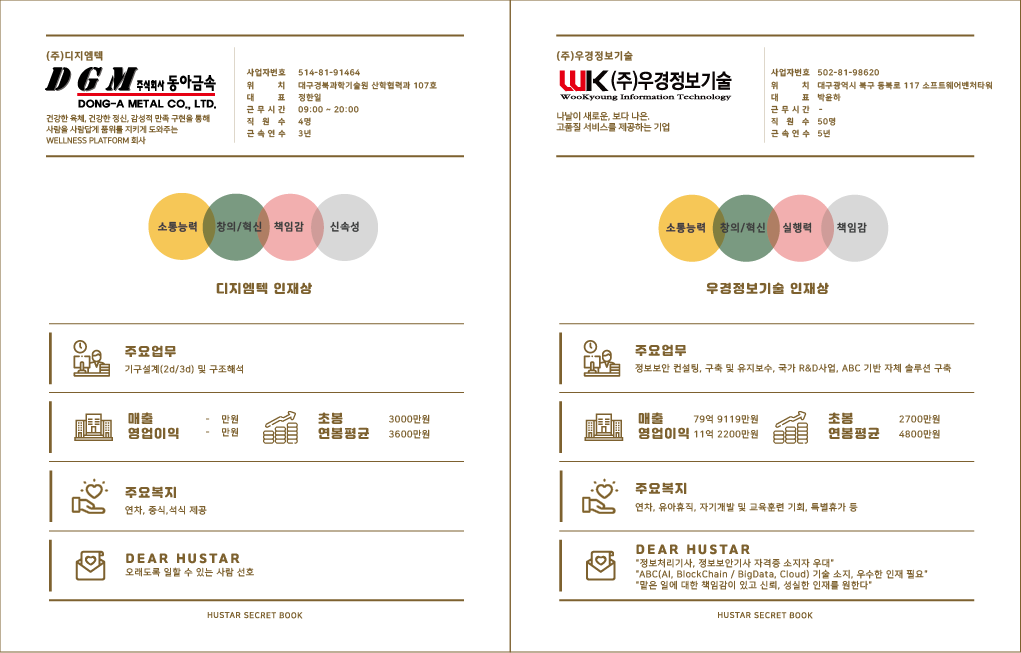 (주)디지엠텍
DGM 주식회사 동아금속
DONG-A METAL CO., LTD.
건강한 육체, 건강한 정신, 감성적 만족 구현을 통해
사람을 사람답게 품위를 지키게 도와주는
WELLNESS PLATFORM 회사
사업자번호 514-81-91464
위 치 대구경북과학기술원 산학협력과 107호
대 표 정한일
근무시간 09:00 ~ 20:00
직 원 수 4명
근속연수 3년
소통능력 창의/혁신 책임감 신속성
디지엠텍 인재상
주요업무
기구설계(2d/3d) 및 구조해석
매출 - 만원
영업이익 - 만원
초봉 3000만원
연봉평균 3600만원
주요복지
연차, 중식,석식 제공
DEAR HUSTAR
오래도록 일할 수 있는 사람 선호
HUSTAR SECRET BOOK
(주)우경정보기술
WK (주)우경정보기술
WooKyoung Information Technology
나날이 새로운, 보다 나은.
고품질 서비스를 제공하는 기업
사업자번호 502-81-98620
위 치 대구광역시 북구 동북로 117 소프트웨어벤처타워
대 표 박윤하
근무시간 -
직 원 수 50명
근속연수 5년
소통능력 창의/혁신 실행력 책임감
우경정보기술 인재상
주요업무
정보보안 컨설팅, 구축 및 유지보수, 국가 R&D사업, ABC 기반 자체 솔루션 구축
매출 79억 9119만원
영업이익 11억 2200만원
초봉 2700만원
연봉평균 4800만원
주요복지
연차, 유아휴직, 자기개발 및 교육훈련 기회, 특별휴가 등
DEAR HUSTAR
"정보처리기사, 정보보안기사 자격증 소지자 우대"
"ABC(AI, BlockChain / BigData, Cloud) 기술 소지, 우수한 인재 필요"
"맡은 일에 대한 책임감이 있고 신뢰, 성실한 인재를 원한다"
HUSTAR SECRET BOOK